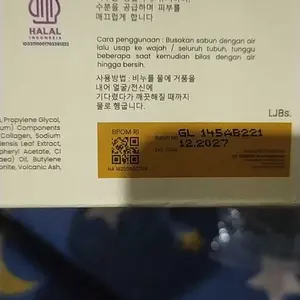 수분을 공급하며 피부를
매끄럽게 합니다.
HALAL
INDONESIA
Cara penggunaan : Busakan sabun dengan air
lalu usap ke wajah / seluruh tubuh, tunggu
beberapa saat kemudian bilas dengan air
hingga bersih.
사용방법 : 비누를 물에 거품을
내어 얼굴/전신에
기다렸다가 깨끗해질 때까지
물로 헹굽니다.
LJBs.
, Propylene Glycol,
Components
Collagen, Sodium
Leaf Extract,
Acetate, CI
Oil, Butylene
Volcanic Ash,
BPOM RI
GL 145AB221
12.2027